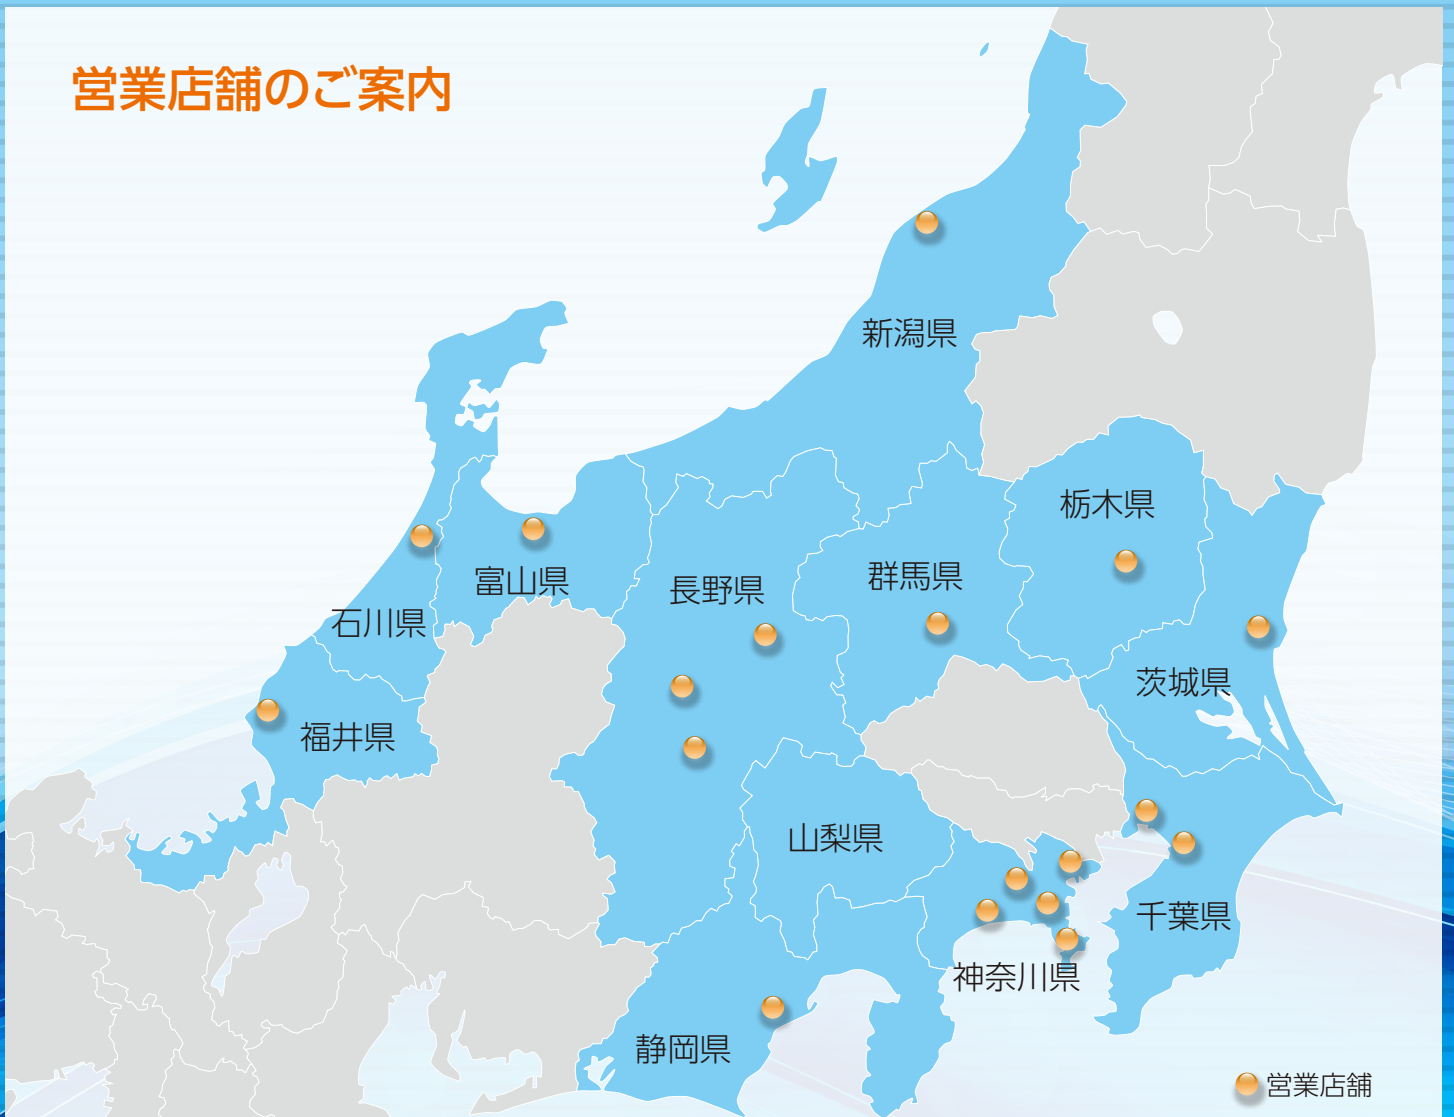 営業店舗のご案内
新潟県
栃木県
富山県
長野県
群馬県
石川県
茨城県
福井県
山梨県
千葉県
神奈川県
静岡県
営業店舗